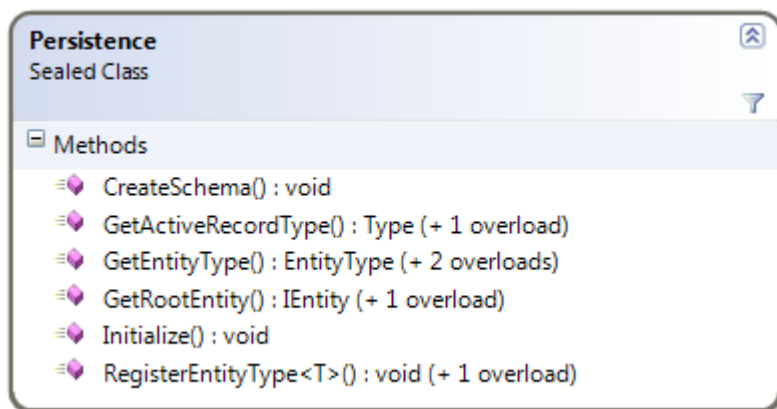 Persistence
Sealed Class
Methods
CreateSchema() : void
GetActiveRecordType() : Type (+ 1 overload)
GetEntityType() : EntityType (+ 2 overloads)
GetRootEntity() : IEntity (+ 1 overload)
Initialize() : void
RegisterEntityType<T>() : void (+ 1 overload)